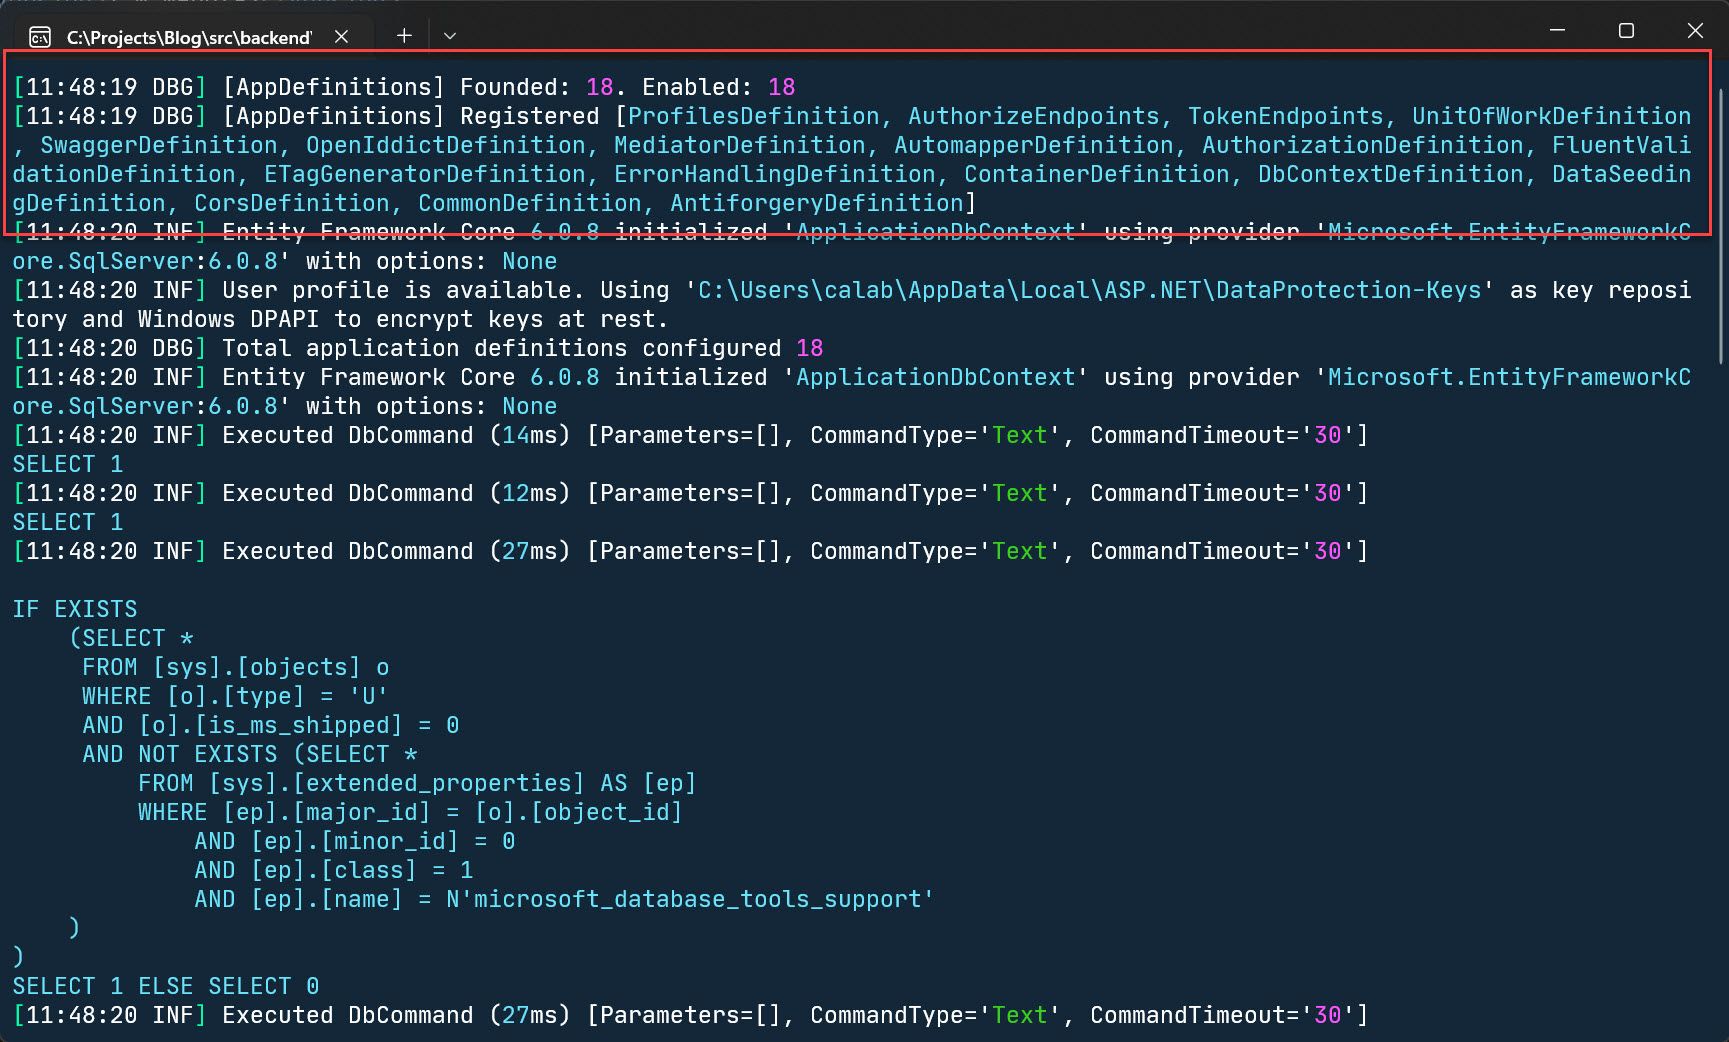 C:\Projects\Blog\src\backend\
[11:48:19 DBG] [AppDefinitions] Founded: 18. Enabled: 18
[11:48:19 DBG] [AppDefinitions] Registered [ProfilesDefinition, AuthorizeEndpoints, TokenEndpoints, UnitOfWorkDefinition
, SwaggerDefinition, OpenIddictDefinition, MediatorDefinition, AutomapperDefinition, AuthorizationDefinition, FluentVali
dationDefinition, ETagGeneratorDefinition, ErrorHandlingDefinition, ContainerDefinition, DbContextDefinition, DataSeedin
gDefinition, CorsDefinition, CommonDefinition, AntiforgeryDefinition]
[11:48:20 INF] Entity Framework Core 6.0.8 initialized 'ApplicationDbContext' using provider 'Microsoft.EntityFrameworkC
ore.SqlServer:6.0.8' with options: None
[11:48:20 INF] User profile is available. Using 'C:\Users\calab\AppData\Local\ASP.NET\DataProtection-Keys' as key reposi
tory and Windows DPAPI to encrypt keys at rest.
[11:48:20 DBG] Total application definitions configured 18
[11:48:20 INF] Entity Framework Core 6.0.8 initialized 'ApplicationDbContext' using provider 'Microsoft.EntityFrameworkC
ore.SqlServer:6.0.8' with options: None
[11:48:20 INF] Executed DbCommand (14ms) [Parameters=[], CommandType='Text', CommandTimeout='30']
SELECT 1
[11:48:20 INF] Executed DbCommand (12ms) [Parameters=[], CommandType='Text', CommandTimeout='30']
SELECT 1
[11:48:20 INF] Executed DbCommand (27ms) [Parameters=[], CommandType='Text', CommandTimeout='30']
IF EXISTS
(SELECT *
FROM [sys].[objects] o
WHERE [o].[type] = 'U'
AND [o].[is_ms_shipped] = 0
AND NOT EXISTS (SELECT *
FROM [sys].[extended_properties] AS [ep]
WHERE [ep].[major_id] = [o].[object_id]
AND [ep].[minor_id] = 0
AND [ep].[class] = 1
AND [ep].[name] = N'microsoft_database_tools_support'
)
)
SELECT 1 ELSE SELECT 0
[11:48:20 INF] Executed DbCommand (27ms) [Parameters=[], CommandType='Text', CommandTimeout='30']